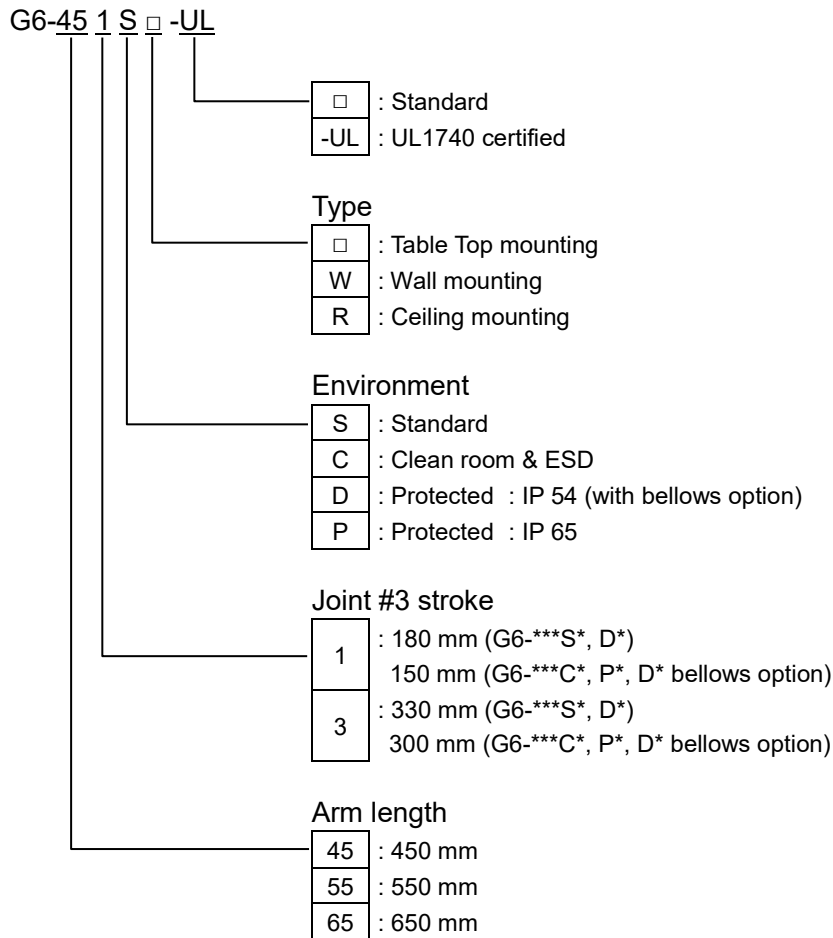 G6-45 1 S □ -UL
□ : Standard
-UL : UL1740 certified
Type
□ : Table Top mounting
W : Wall mounting
R : Ceiling mounting
Environment
S : Standard
C : Clean room & ESD
D : Protected : IP 54 (with bellows option)
P : Protected : IP 65
Joint #3 stroke
1 : 180 mm (G6-***S*, D*)
150 mm (G6-***C*, P*, D* bellows option)
3 : 330 mm (G6-***S*, D*)
300 mm (G6-***C*, P*, D* bellows option)
Arm length
45 : 450 mm
55 : 550 mm
65 : 650 mm